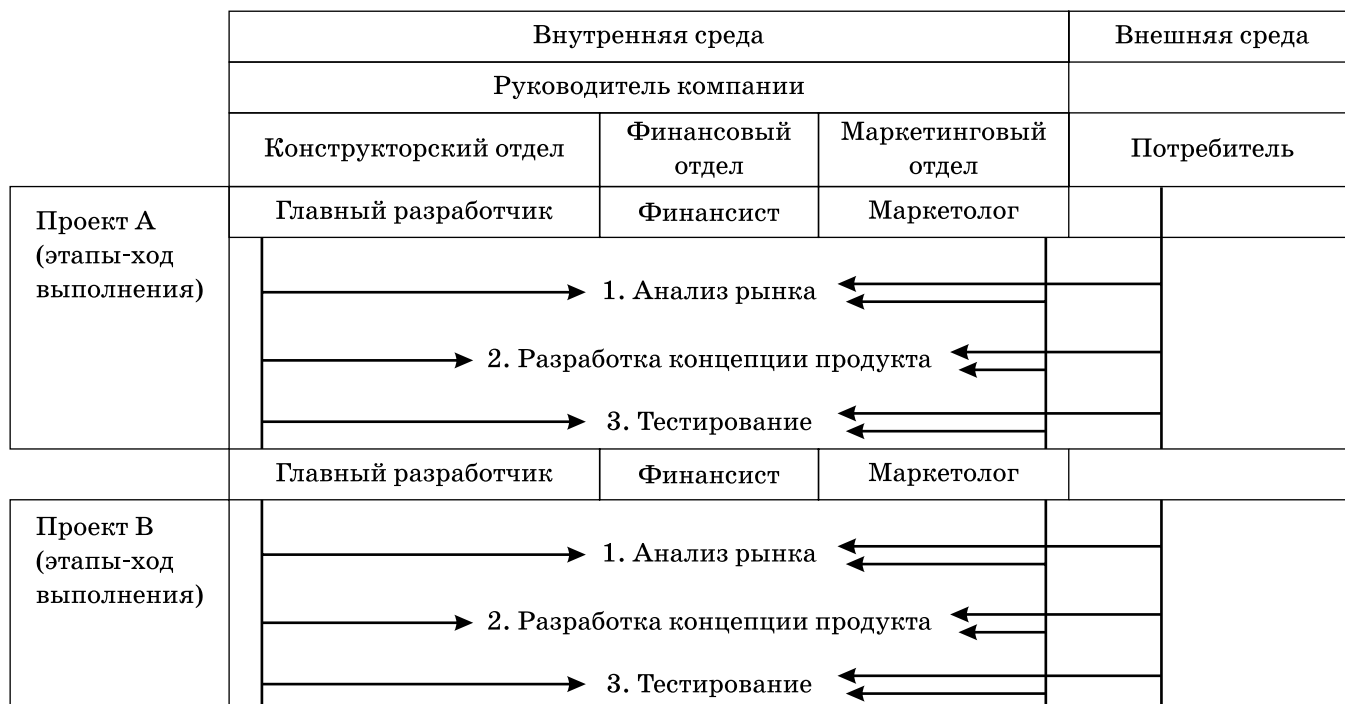 Внутренняя среда
Внешняя среда
Руководитель компании
Конструкторский отдел
Финансовый
отдел
Маркетинговый
отдел
Потребитель
Проект А
(этапы-ход
выполнения)
Главный разработчик
Финансист
Маркетолог
1. Анализ рынка
2. Разработка концепции продукта
3. Тестирование
Главный разработчик
Финансист
Маркетолог
Проект В
(этапы-ход
выполнения)
1. Анализ рынка
2. Разработка концепции продукта
3. Тестирование